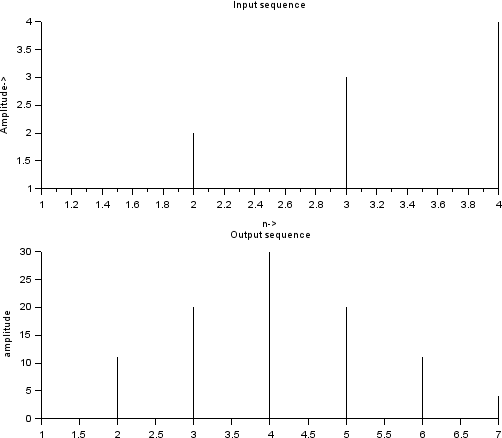 Input sequence
4
3.5
3
2.5
2
1.5
1
Amplitude->
1 1.2 1.4 1.6 1.8 2 2.2 2.4 2.6 2.8 3 3.2 3.4 3.6 3.8 4
n->
Output sequence
30
25
20
15
10
5
0
amplitude
1 1.5 2 2.5 3 3.5 4 4.5 5 5.5 6 6.5 7